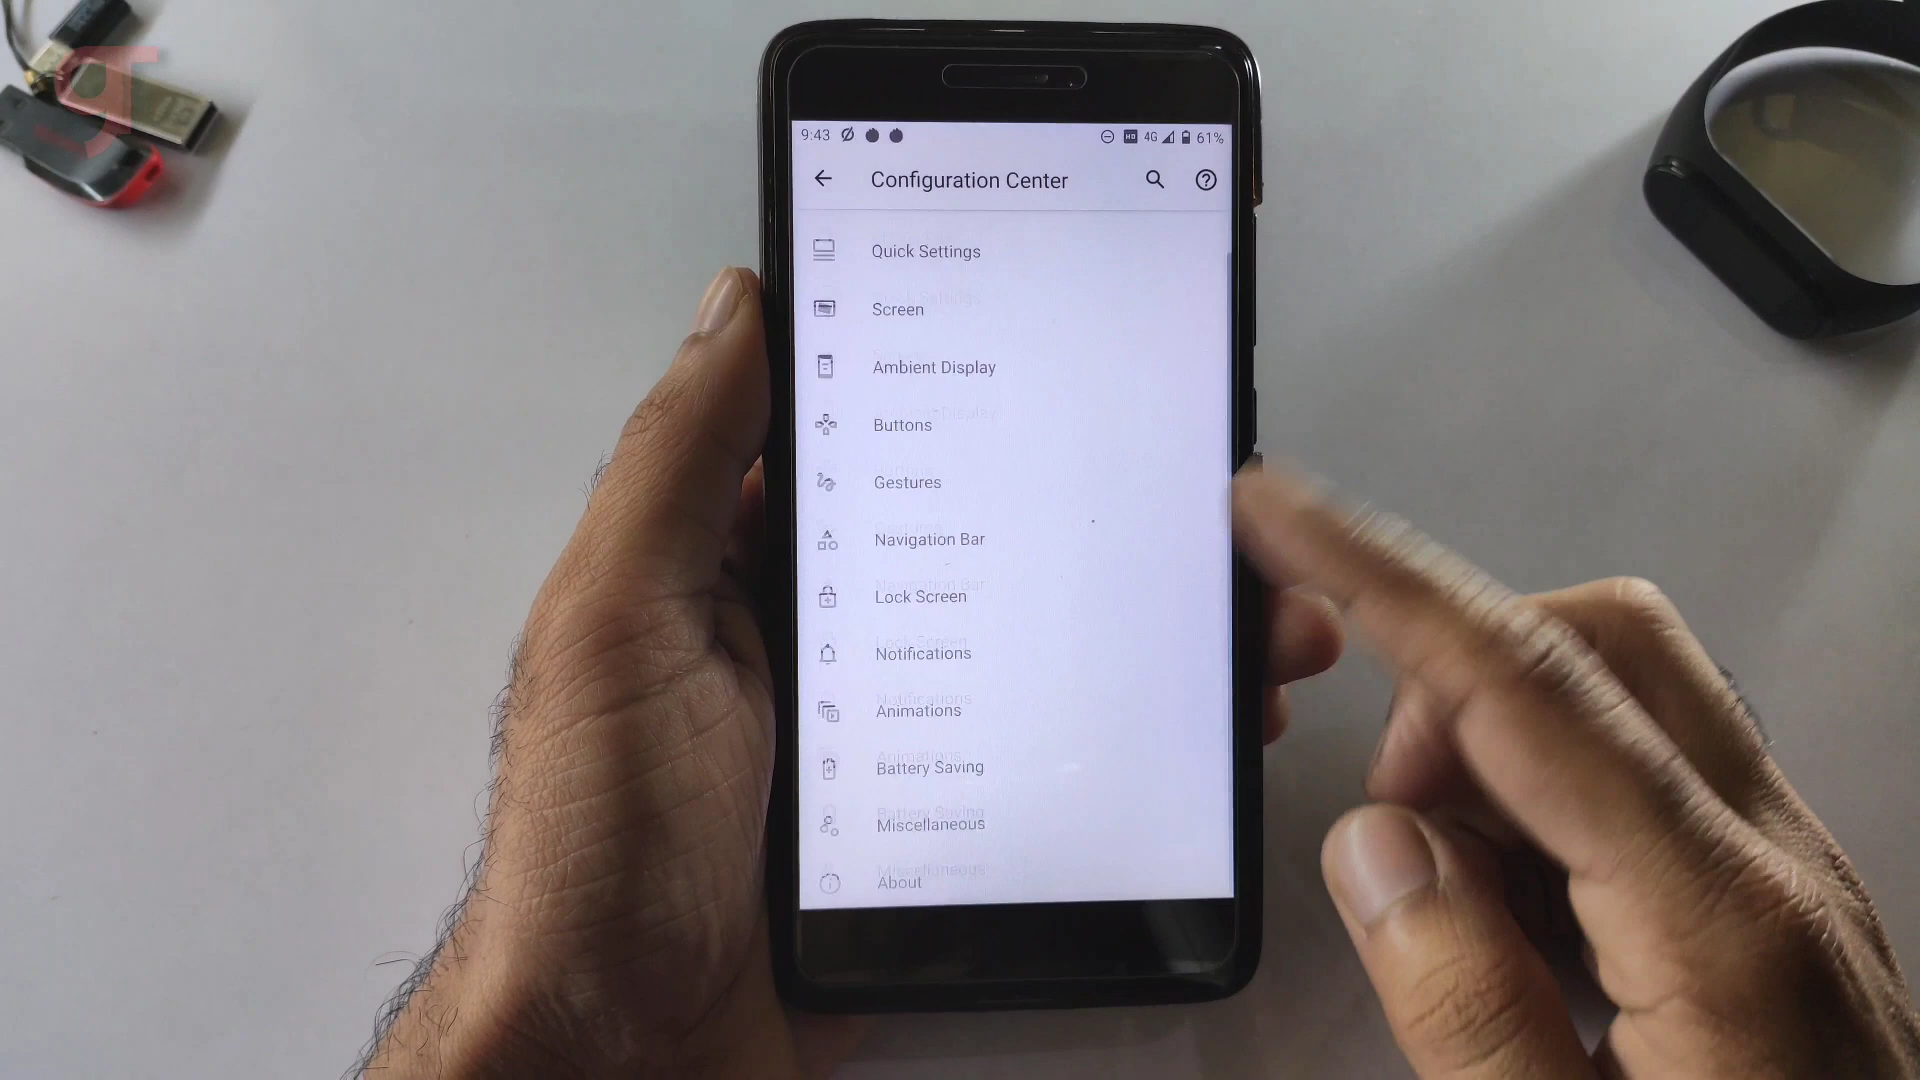 9:43 HD 4G 61%
Configuration Center
Quick Settings
Screen
Ambient Display
Buttons
Gestures
Navigation Bar
Lock Screen
Notifications
Animations
Battery Saving
Miscellaneous
About